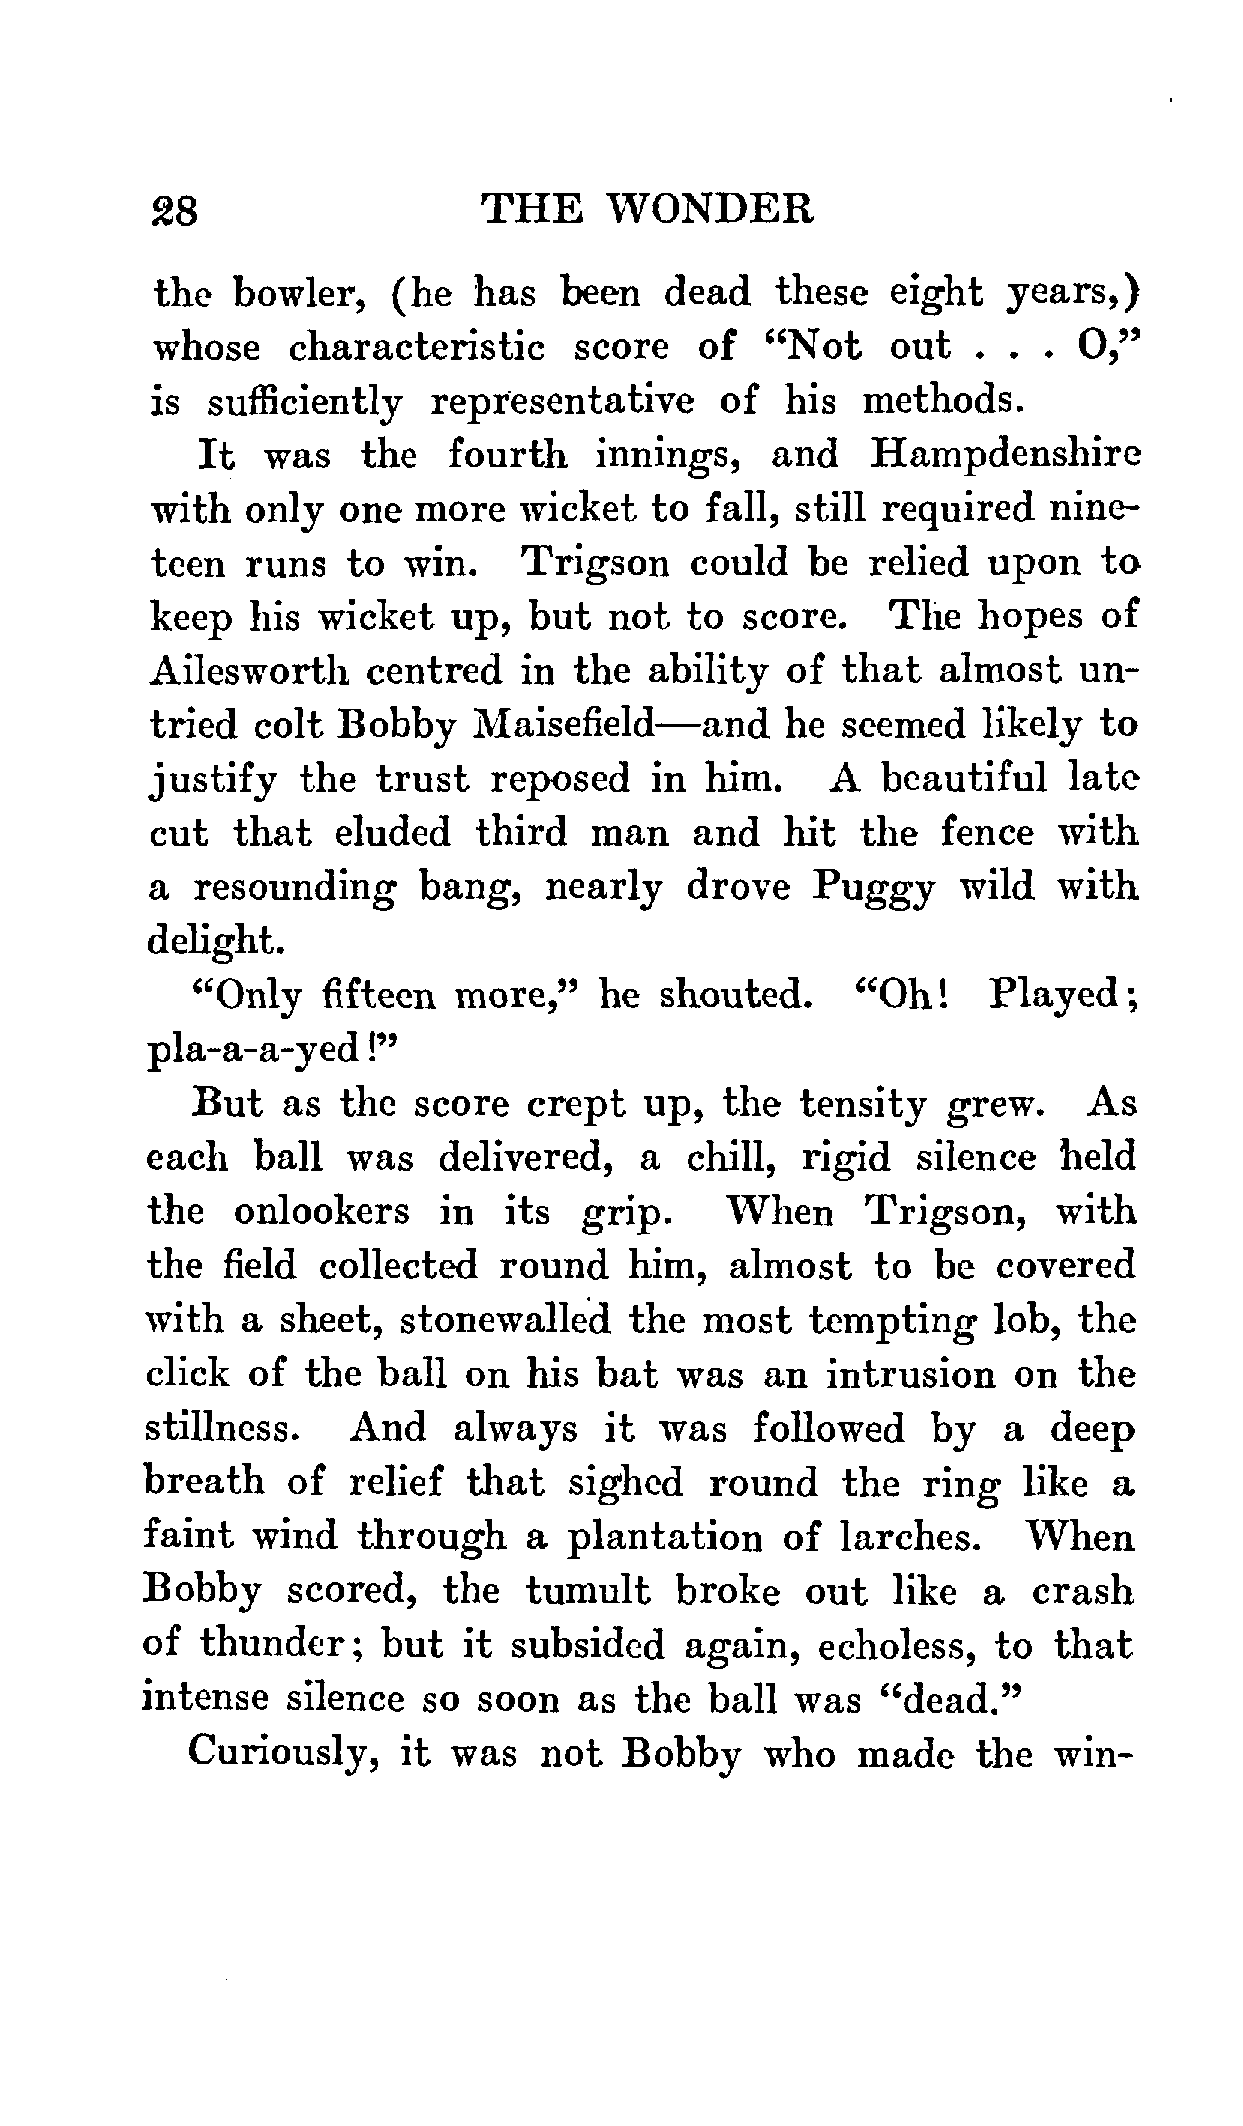 28 THE WONDER
the bowler, (he has been dead these eight years,)
whose characteristic score of “Not out . . . O,”
is sufficiently representative of his methods.
It was the fourth innings, and Hampdenshire
with only one more wicket to fall, still required nine-
teen runs to win. Trigson could be relied upon to
keep his wicket up, but not to score. The hopes of
Ailesworth centred in the ability of that almost un-
tried colt Bobby Maisefield—and he seemed likely to
justify the trust reposed in him. A beautiful late
cut that eluded third man and hit the fence with
a resounding bang, nearly drove Puggy wild with
delight.
“Only fifteen more,” he shouted. “Oh! Played;
pla-a-a-yed!”
But as the score crept up, the tensity grew. As
each ball was delivered, a chill, rigid silence held
the onlookers in its grip. When Trigson, with
the field collected round him, almost to be covered
with a sheet, stonewalled the most tempting lob, the
click of the ball on his bat was an intrusion on the
stillness. And always it was followed by a deep
breath of relief that sighed round the ring like a
faint wind through a plantation of larches. When
Bobby scored, the tumult broke out like a crash
of thunder; but it subsided again, echoless, to that
intense silence so soon as the ball was “dead.”
Curiously, it was not Bobby who made the win-